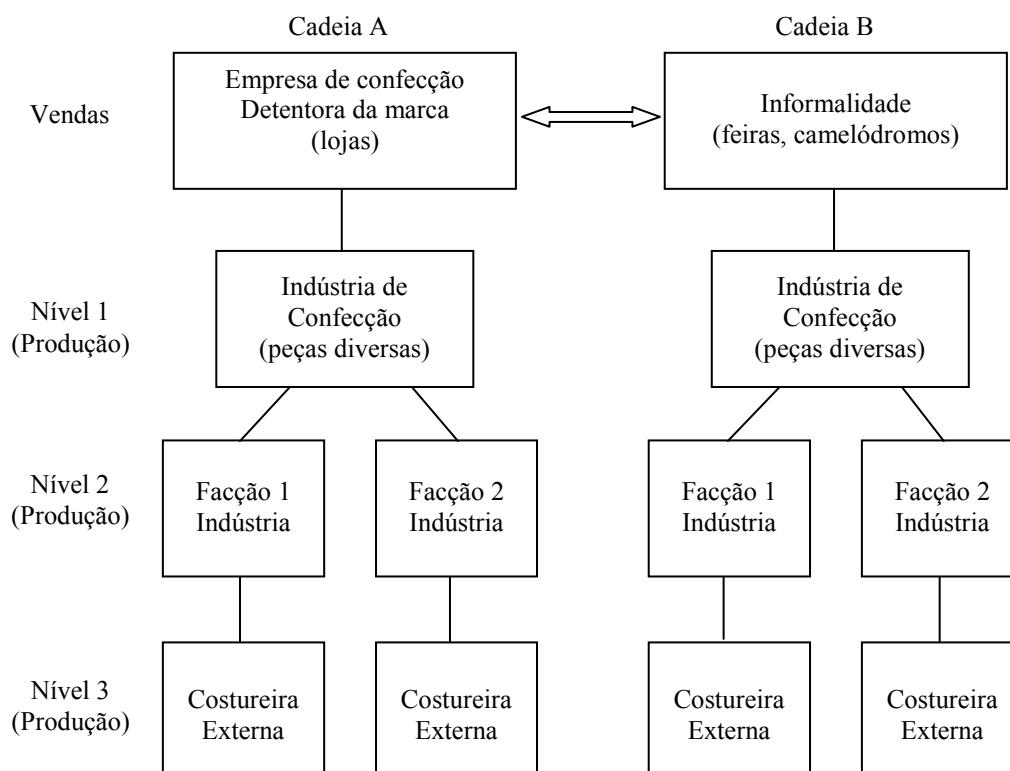 Cadeia A
Cadeia B
Vendas
Empresa de confecção
Detentora da marca
(lojas)
Informalidade
(feiras, camelódromos)
Nível 1
(Produção)
Indústria de
Confecção
(peças diversas)
Indústria de
Confecção
(peças diversas)
Nível 2
(Produção)
Facção 1
Indústria
Facção 2
Indústria
Facção 1
Indústria
Facção 2
Indústria
Nível 3
(Produção)
Costureira
Externa
Costureira
Externa
Costureira
Externa
Costureira
Externa